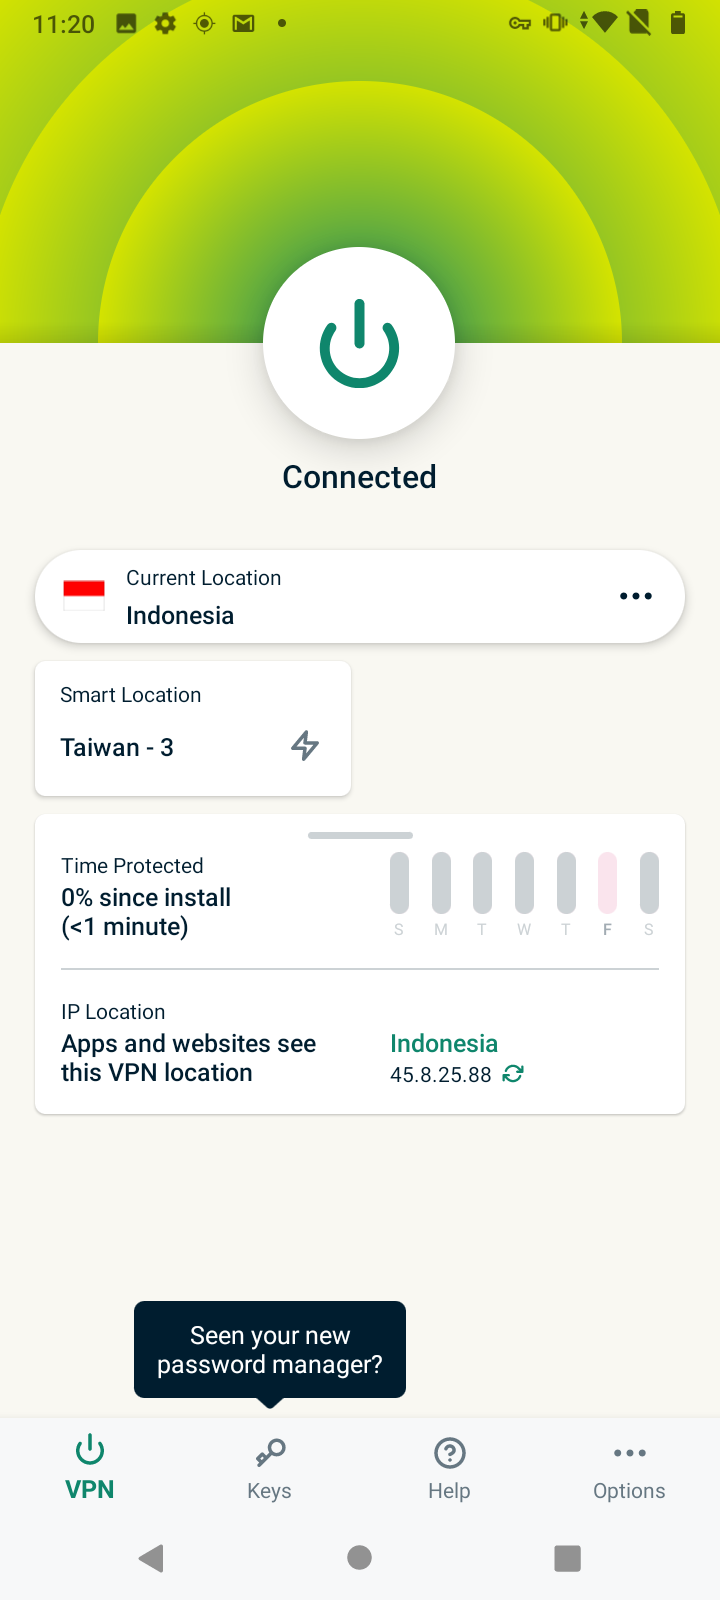 11:20
Connected
Current Location
Indonesia
Smart Location
Taiwan - 3
Time Protected
0% since install
(<1 minute)
S M T W T F S
IP Location
Apps and websites see
this VPN location
Indonesia
45.8.25.88
Seen your new
password manager?
VPN
Keys
Help
Options